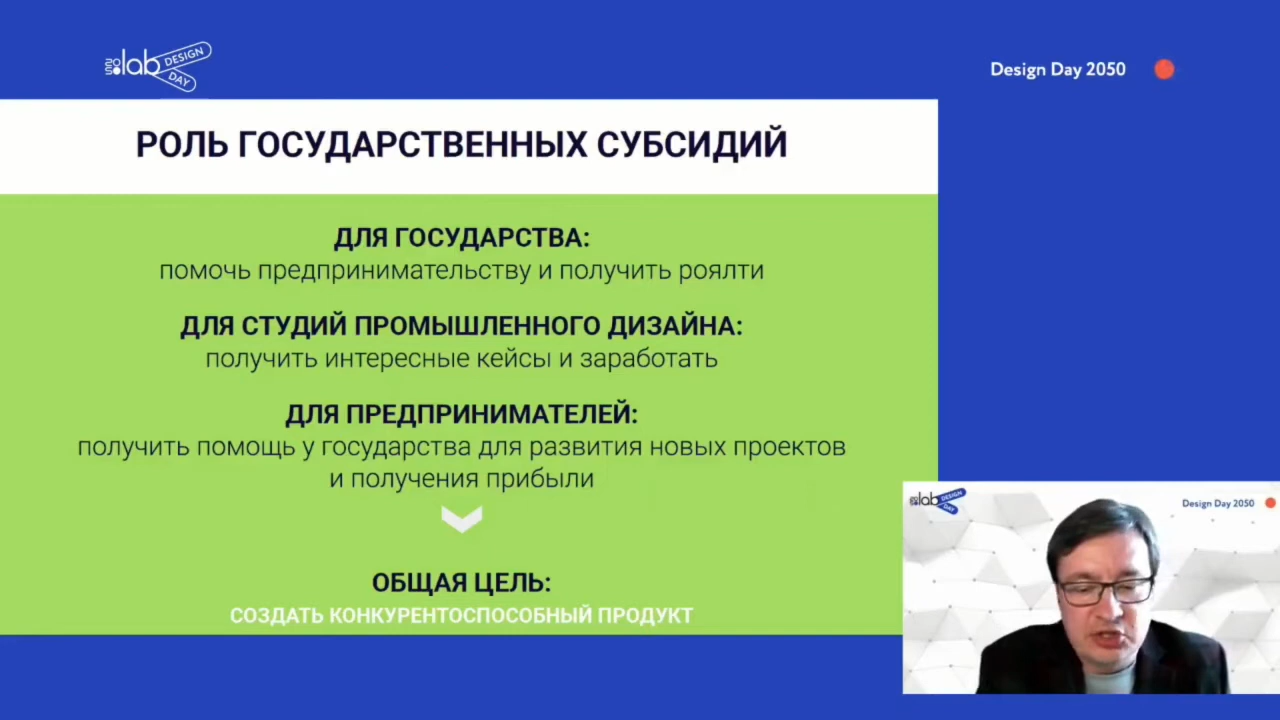 uno
lab
DESIGN
DAY
Design Day 2050
РОЛЬ ГОСУДАРСТВЕННЫХ СУБСИДИЙ
ДЛЯ ГОСУДАРСТВА:
помочь предпринимательству и получить роялти
ДЛЯ СТУДИЙ ПРОМЫШЛЕННОГО ДИЗАЙНА:
получить интересные кейсы и заработать
ДЛЯ ПРЕДПРИНИМАТЕЛЕЙ:
получить помощь у государства для развития новых проектов
и получения прибыли
ОБЩАЯ ЦЕЛЬ:
СОЗДАТЬ КОНКУРЕНТОСПОСОБНЫЙ ПРОДУКТ
uno
lab
DESIGN
DAY
Design Day 2050